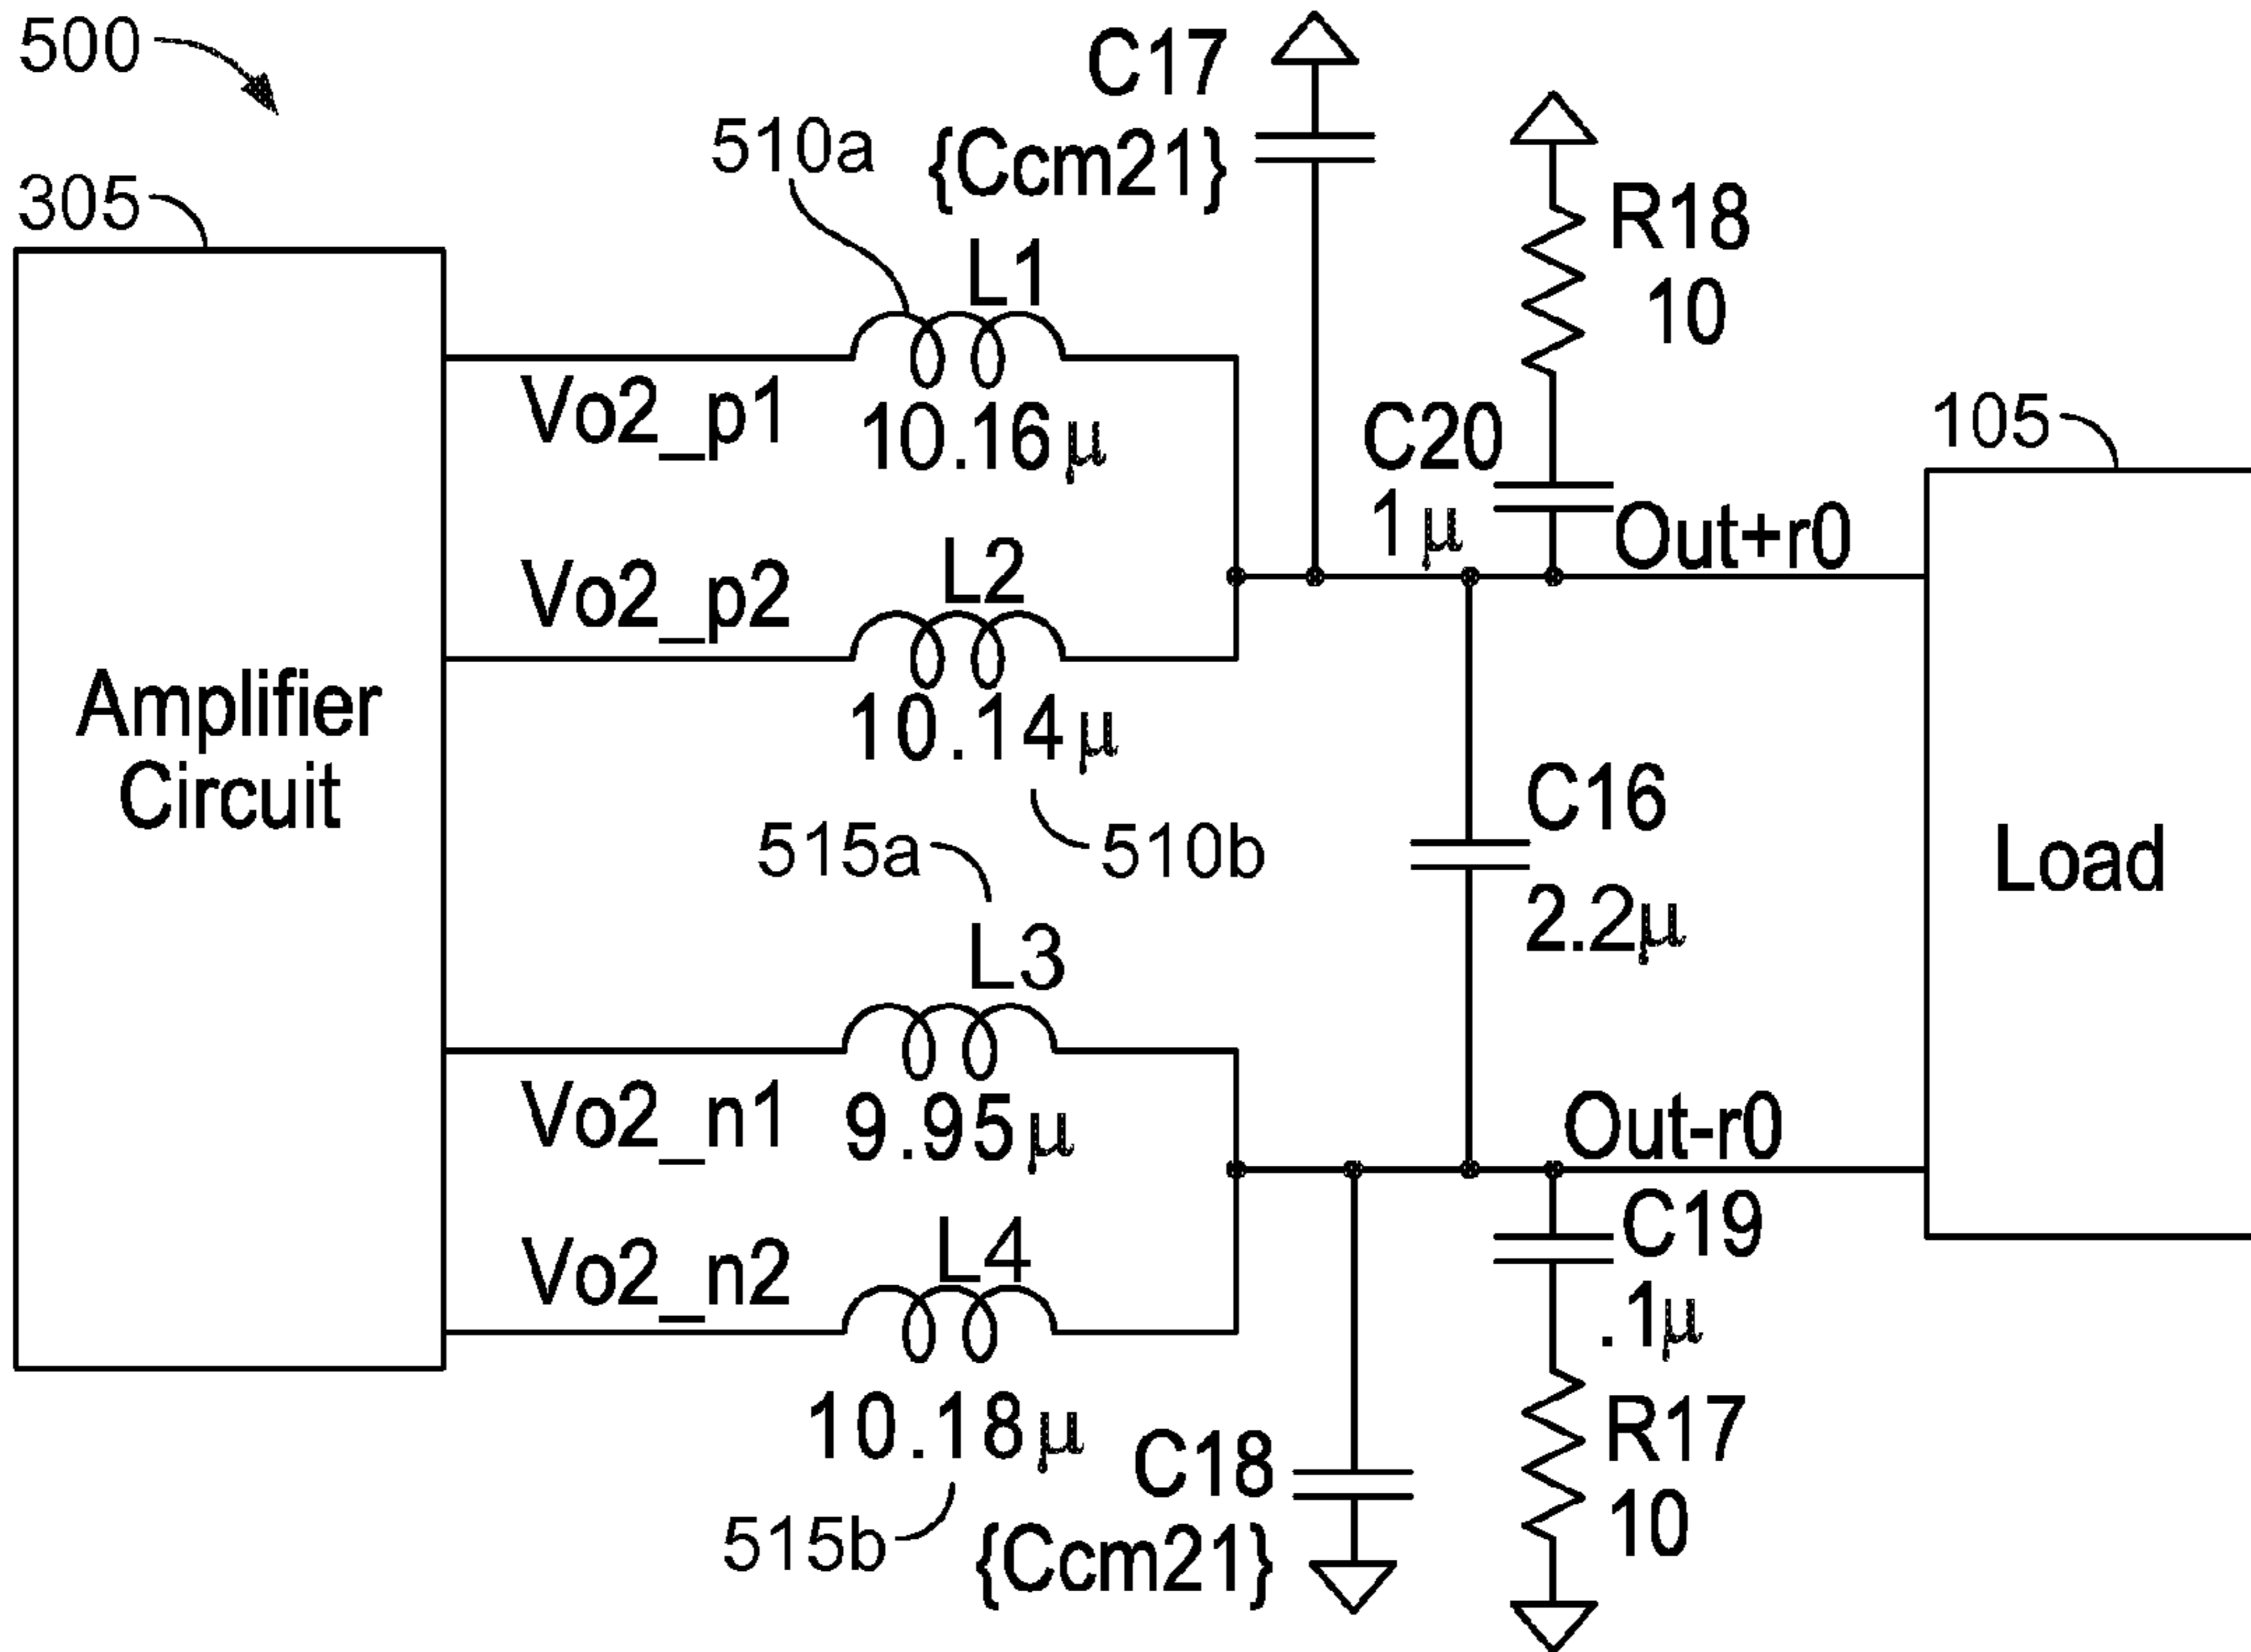 500
C17
{Ccm21}
510a
305
R18
10
L1
10.16μ
Vo2_p1
C20
1μ
105
Out+r0
L2
Vo2_p2
10.14μ
Amplifier
Circuit
C16
2.2μ
515a
510b
Load
L3
Vo2_n1
9.95μ
Out-r0
C19
.1μ
L4
Vo2_n2
10.18μ
R17
10
C18
{Ccm21}
515b